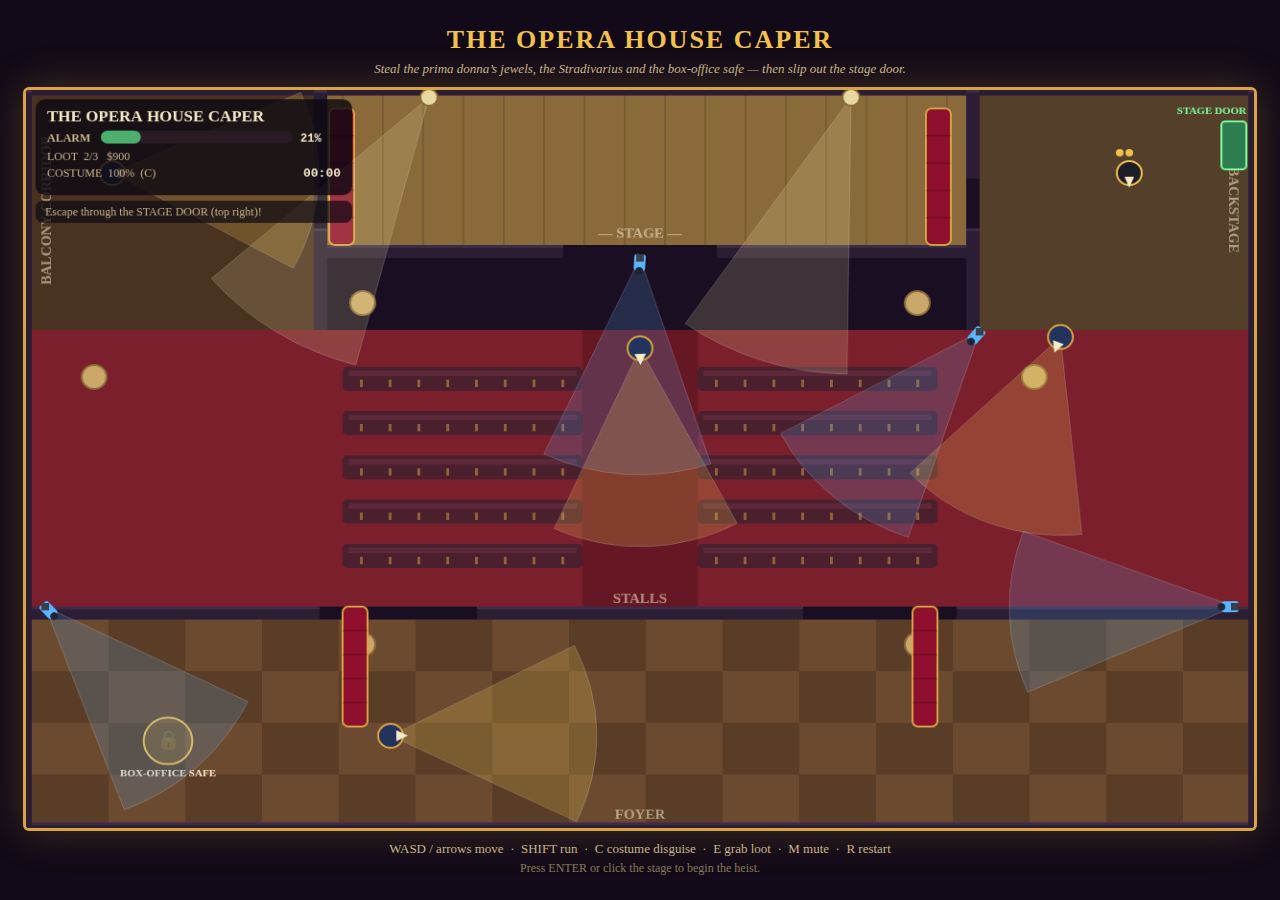 THE OPERA HOUSE CAPER
Steal the prima donna’s jewels, the Stradivarius and the box-office safe — then slip out the stage door.
THE OPERA HOUSE CAPER
ALARM 21%
LOOT 2/3 $900
COSTUME 100% (C) 00:00
Escape through the STAGE DOOR (top right)!
BALCONY CORRIDOR
STAGE DOOR
BACKSTAGE
— STAGE —
STALLS
BOX-OFFICE SAFE
FOYER
WASD / arrows move · SHIFT run · C costume disguise · E grab loot · M mute · R restart
Press ENTER or click the stage to begin the heist.